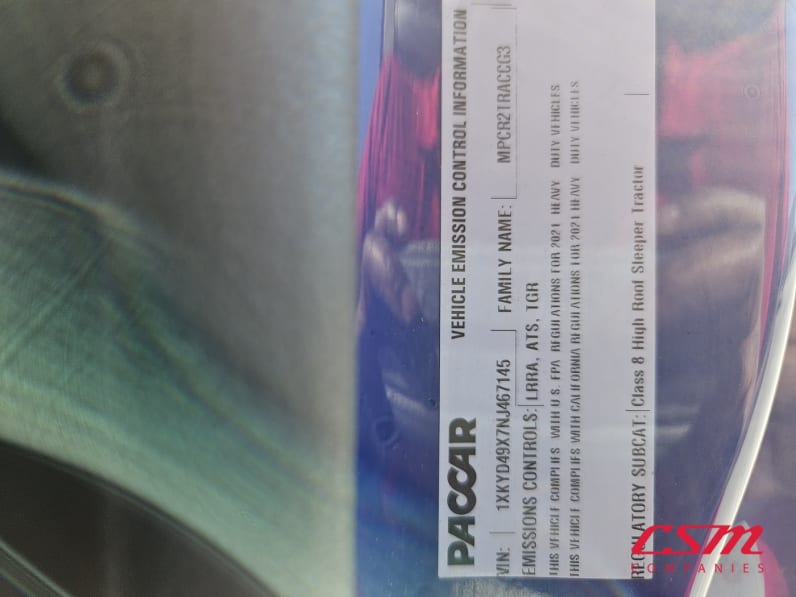 PACCAR VEHICLE EMISSION CONTROL INFORMATION
VIN: 1XKYD49X7NJ467145 FAMILY NAME: MPCR2TRACCG3
EMISSIONS CONTROLS: LRRA, ATS, TGR
THIS VEHICLE COMPLIES WITH U.S. EPA REGULATIONS FOR 2021 HEAVY DUTY VEHICLES
THIS VEHICLE COMPLIES WITH CALIFORNIA REGULATIONS FOR 2021 HEAVY DUTY VEHICLES
REGULATORY SUBCAT: Class 8 High Roof Sleeper Tractor
CSM
COMPANIES